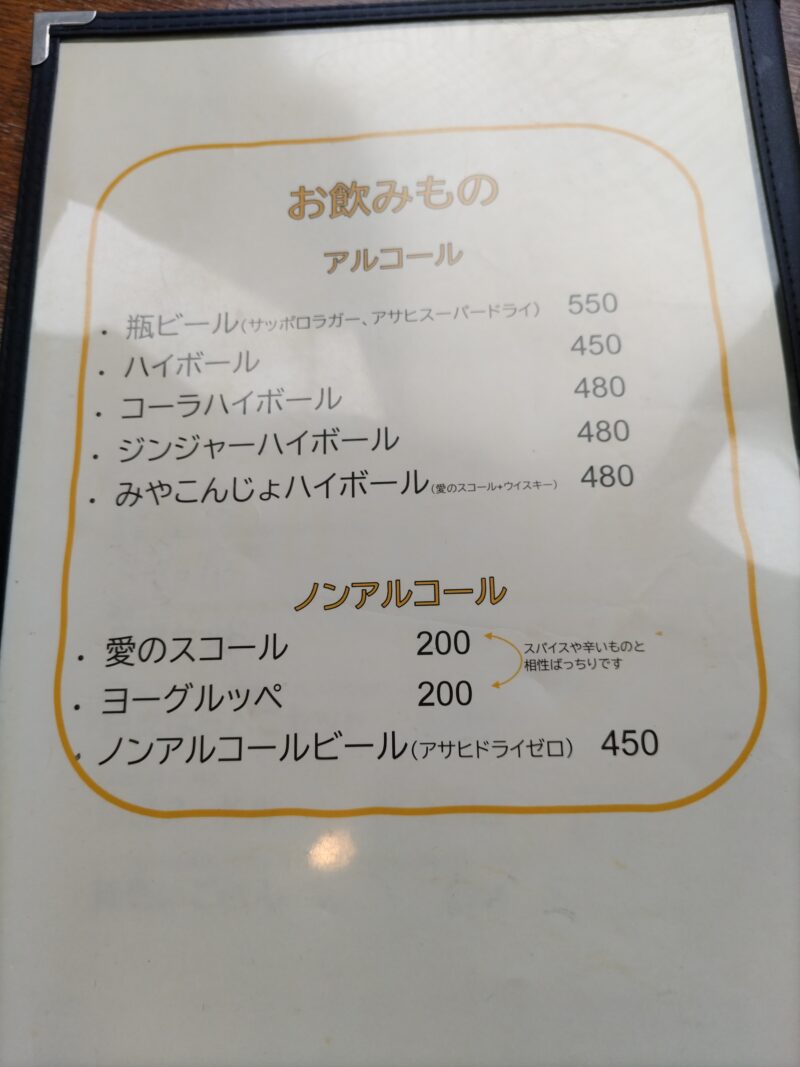 お飲みもの
アルコール
・瓶ビール(サッポロラガー、アサヒスーパードライ) 550
・ハイボール 450
・コーラハイボール 480
・ジンジャーハイボール 480
・みやこんじょハイボール(愛のスコール+ウイスキー) 480
ノンアルコール
・愛のスコール 200
・ヨーグルッペ 200
スパイスや辛いものと
相性ばっちりです
・ノンアルコールビール(アサヒドライゼロ) 450